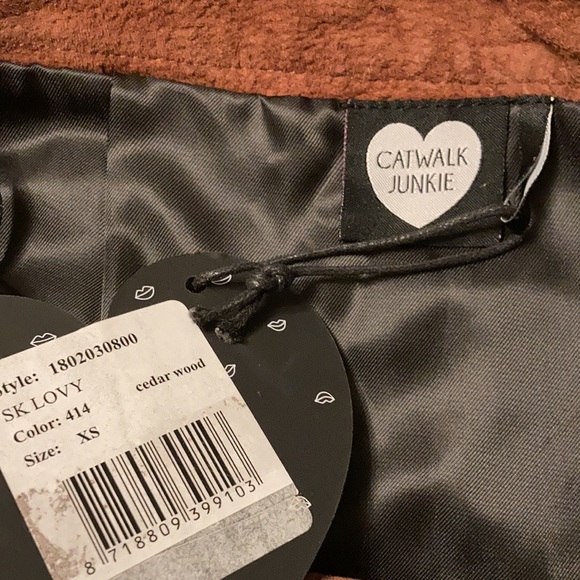 CATWALK
JUNKIE
Style: 1802030800
SK LOVY
Color: 414 cedar wood
Size: XS
8 718809 399103